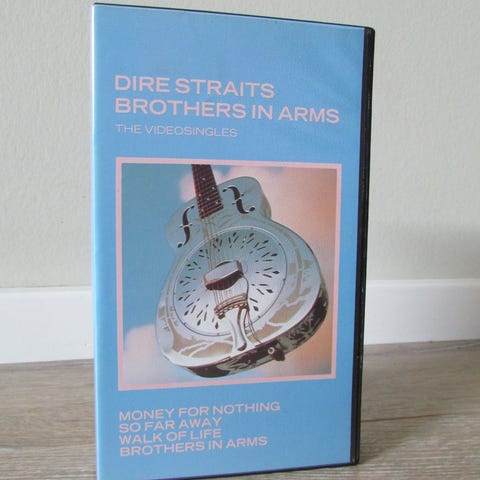 DIRE STRAITS
BROTHERS IN ARMS
THE VIDEOSINGLES
MONEY FOR NOTHING
SO FAR AWAY
WALK OF LIFE
BROTHERS IN ARMS